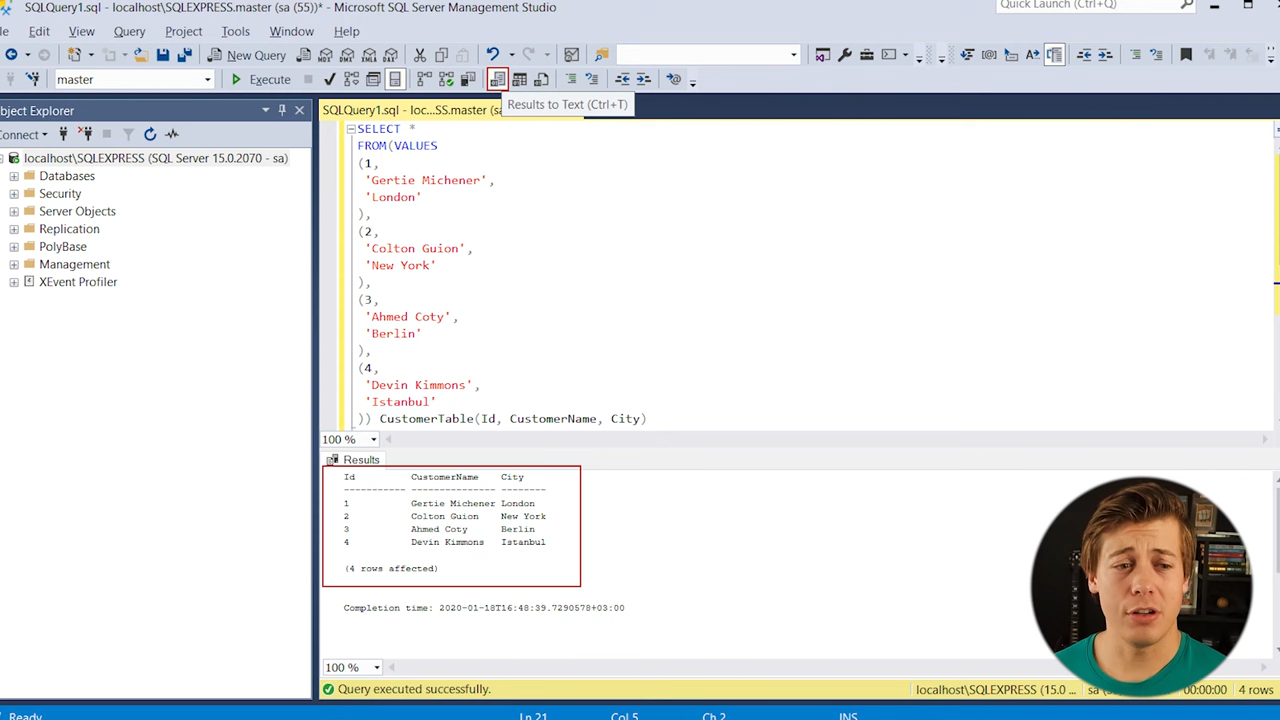 SQLQuery1.sql - localhost\SQLEXPRESS.master (sa (55))* - Microsoft SQL Server Management Studio
Quick Launch (Ctrl+Q)
Edit View Query Project Tools Window Help
New Query
master Execute
Object Explorer
SQLQuery1.sql - loc...SS.master (sa
Results to Text (Ctrl+T)
Connect
localhost\SQLEXPRESS (SQL Server 15.0.2070 - sa)
Databases
Security
Server Objects
Replication
PolyBase
Management
XEvent Profiler
SELECT *
FROM(VALUES
(1,
'Gertie Michener',
'London'
),
(2,
'Colton Guion',
'New York'
),
(3,
'Ahmed Coty',
'Berlin'
),
(4,
'Devin Kimmons',
'Istanbul'
)) CustomerTable(Id, CustomerName, City)
100 %
Results
Id CustomerName City
----------- --------------- --------
1 Gertie Michener London
2 Colton Guion New York
3 Ahmed Coty Berlin
4 Devin Kimmons Istanbul
(4 rows affected)
Completion time: 2020-01-18T16:48:39.7290578+03:00
100 %
Query executed successfully.
localhost\SQLEXPRESS (15.0 ... 00:00:00 4 rows
Ready Ln 21 Col 5 Ch 2 INS